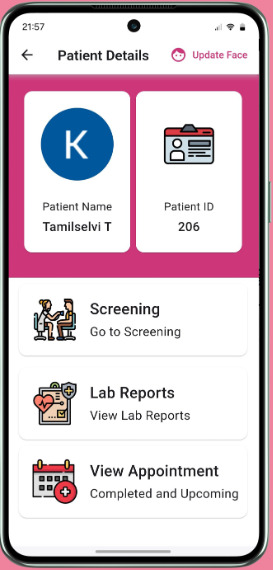 21:57
Patient Details
Update Face
K
Patient Name
Tamilselvi T
Patient ID
206
Screening
Go to Screening
Lab Reports
View Lab Reports
View Appointment
Completed and Upcoming